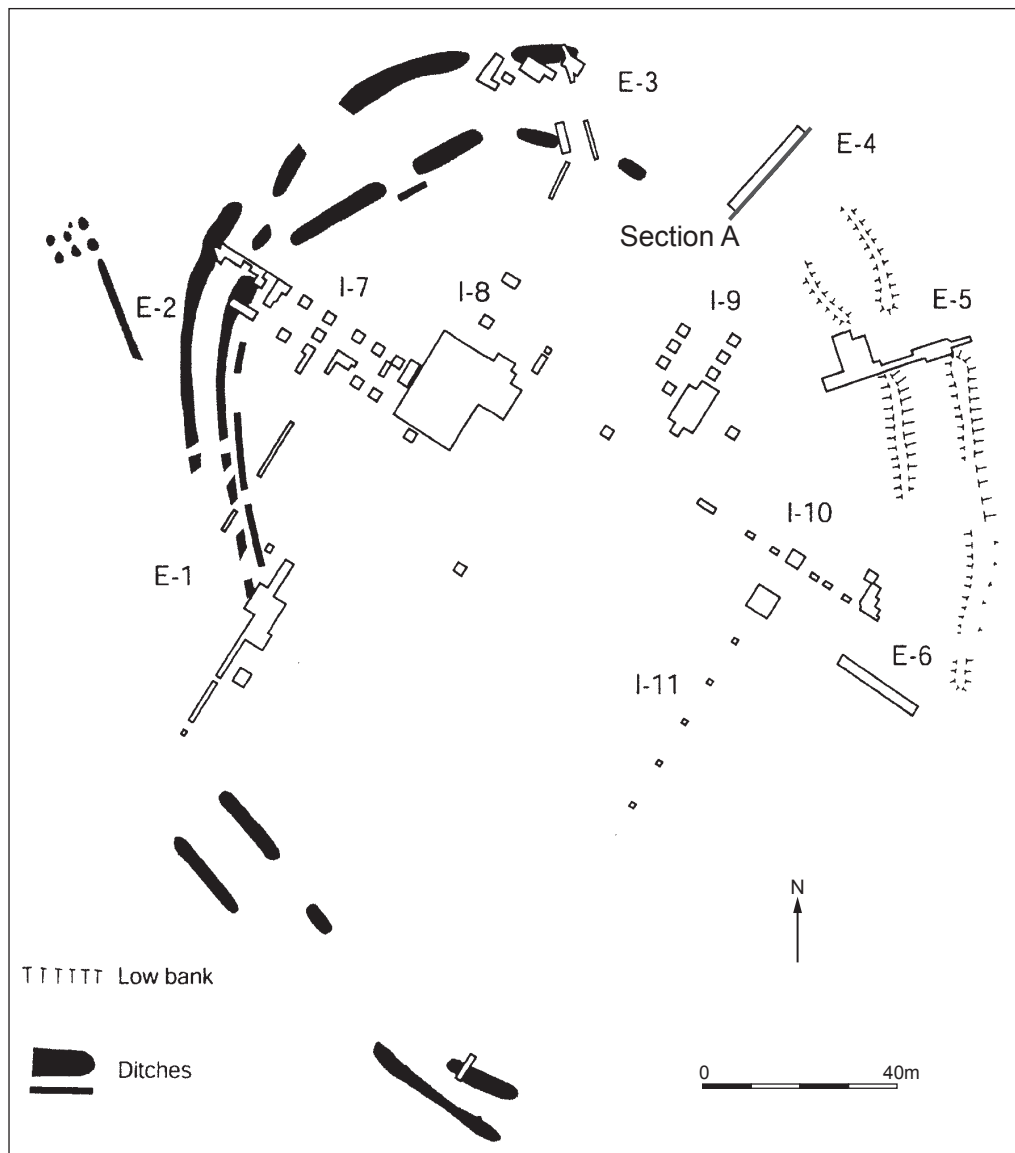 E-3
E-4
Section A
E-5
E-2
I-7
I-8
I-9
I-10
E-1
E-6
I-11
N
Low bank
Ditches
0 40m